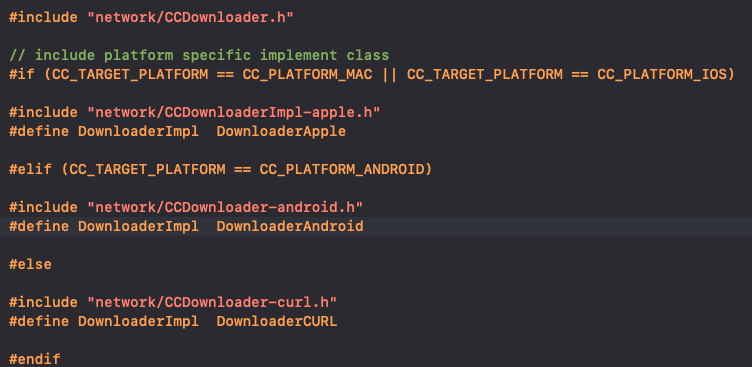 #include "network/CCDownloader.h"
// include platform specific implement class
#if (CC_TARGET_PLATFORM == CC_PLATFORM_MAC || CC_TARGET_PLATFORM == CC_PLATFORM_IOS)
#include "network/CCDownloaderImpl-apple.h"
#define DownloaderImpl  DownloaderApple
#elif (CC_TARGET_PLATFORM == CC_PLATFORM_ANDROID)
#include "network/CCDownloader-android.h"
#define DownloaderImpl  DownloaderAndroid
#else
#include "network/CCDownloader-curl.h"
#define DownloaderImpl  DownloaderCURL
#endif